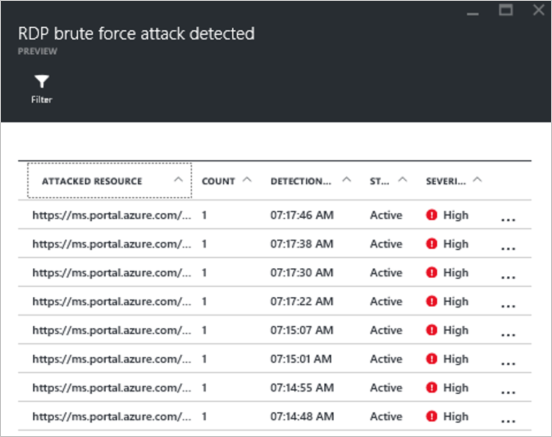 RDP brute force attack detected
PREVIEW
Filter
ATTACKED RESOURCE COUNT DETECTION... ST... SEVERI...
https://ms.portal.azure.com/... 1 07:17:46 AM Active High ...
https://ms.portal.azure.com/... 1 07:17:38 AM Active High ...
https://ms.portal.azure.com/... 1 07:17:30 AM Active High ...
https://ms.portal.azure.com/... 1 07:17:22 AM Active High ...
https://ms.portal.azure.com/... 1 07:15:07 AM Active High ...
https://ms.portal.azure.com/... 1 07:15:01 AM Active High ...
https://ms.portal.azure.com/... 1 07:14:55 AM Active High ...
https://ms.portal.azure.com/... 1 07:14:48 AM Active High ...